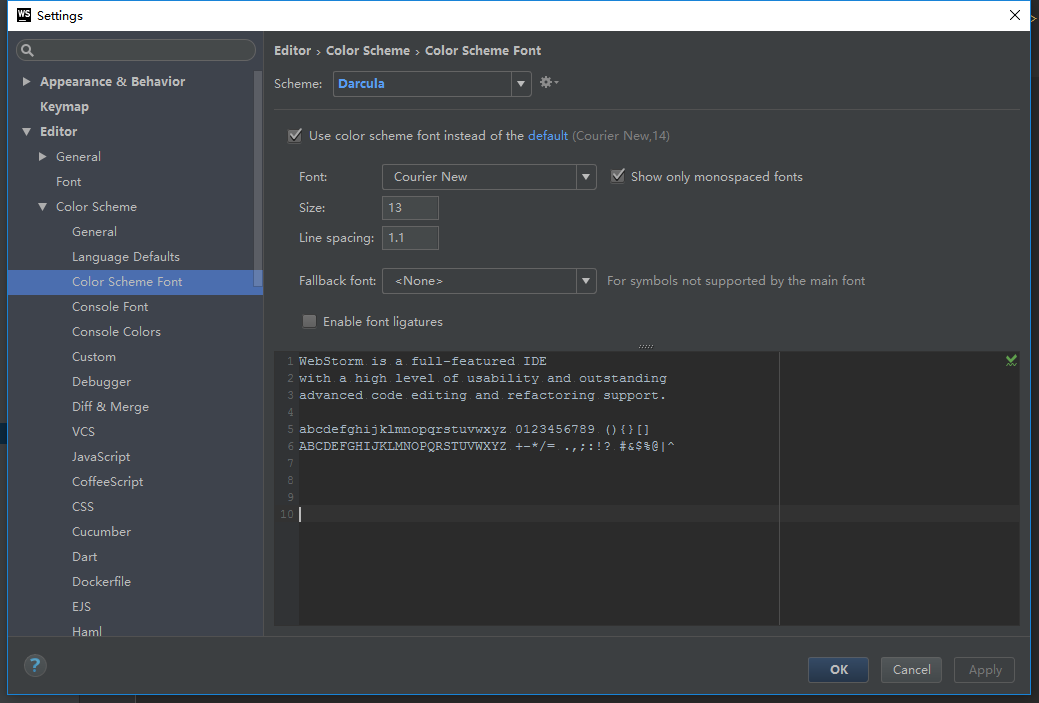 WS Settings
Editor › Color Scheme › Color Scheme Font
Scheme: Darcula
Appearance & Behavior
Keymap
Editor
General
Font
Color Scheme
General
Language Defaults
Color Scheme Font
Console Font
Console Colors
Custom
Debugger
Diff & Merge
VCS
JavaScript
CoffeeScript
CSS
Cucumber
Dart
Dockerfile
EJS
Haml
Use color scheme font instead of the default (Courier New,14)
Font: Courier New Show only monospaced fonts
Size: 13
Line spacing: 1.1
Fallback font: <None> For symbols not supported by the main font
Enable font ligatures
1 WebStorm is a full-featured IDE
2 with a high level of usability and outstanding
3 advanced code editing and refactoring support.
4
5 abcdefghijklmnopqrstuvwxyz 0123456789 (){}[]
6 ABCDEFGHIJKLMNOPQRSTUVWXYZ +-*/= .,;:!? #&$%@|^
7
8
9
10
? OK Cancel Apply